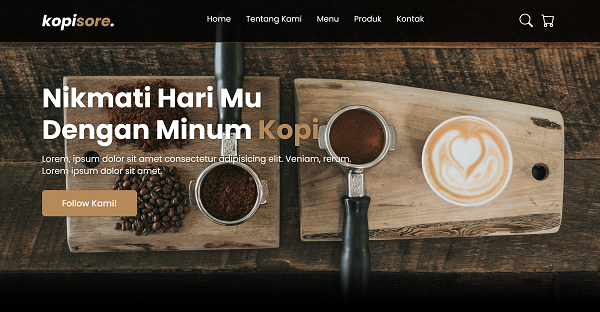 kopisore.
Home Tentang Kami Menu Produk Kontak
Nikmati Hari Mu
Dengan Minum Kopi
Lorem, ipsum dolor sit amet consectetur adipisicing elit. Veniam, rerum.
Lorem ipsum dolor sit amet.
Follow Kami!